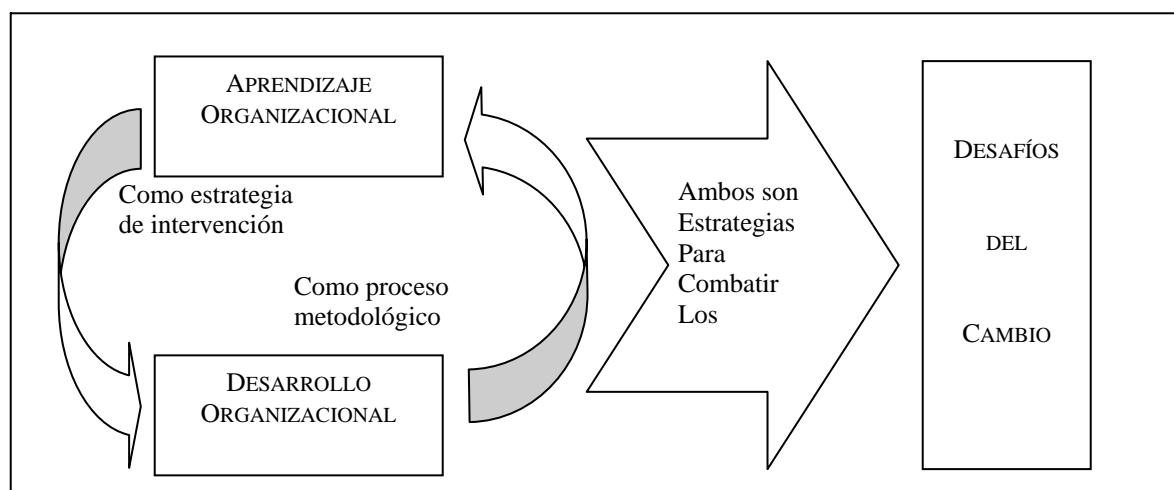 APRENDIZAJE
ORGANIZACIONAL
Como estrategia
de intervención
Como proceso
metodológico
DESARROLLO
ORGANIZACIONAL
Ambos son
Estrategias
Para
Combatir
Los
DESAFÍOS
DEL
CAMBIO